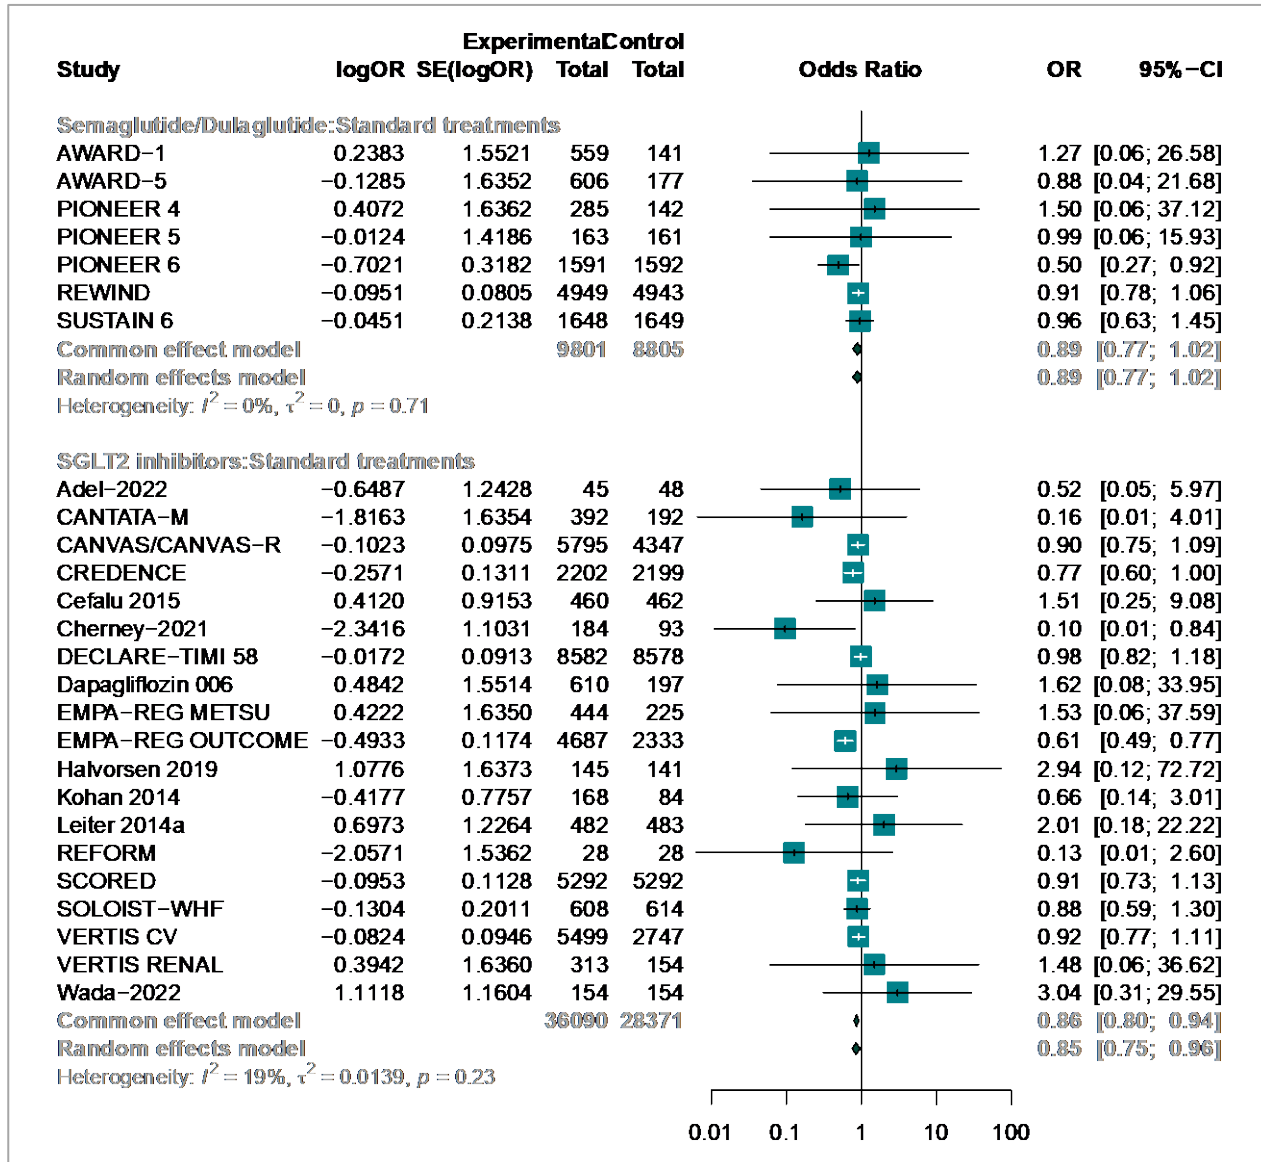 Experimental Control
Study logOR SE(logOR) Total Total Odds Ratio OR 95%−CI
Semaglutide/Dulaglutide:Standard treatments
AWARD−1 0.2383 1.5521 559 141 1.27 [0.06; 26.58]
AWARD−5 −0.1285 1.6352 606 177 0.88 [0.04; 21.68]
PIONEER 4 0.4072 1.6362 285 142 1.50 [0.06; 37.12]
PIONEER 5 −0.0124 1.4186 163 161 0.99 [0.06; 15.93]
PIONEER 6 −0.7021 0.3182 1591 1592 0.50 [0.27; 0.92]
REWIND −0.0951 0.0805 4949 4943 0.91 [0.78; 1.06]
SUSTAIN 6 −0.0451 0.2138 1648 1649 0.96 [0.63; 1.45]
Common effect model 9801 8805 0.89 [0.77; 1.02]
Random effects model 0.89 [0.77; 1.02]
Heterogeneity: I² = 0%, τ² = 0, p = 0.71
SGLT2 inhibitors:Standard treatments
Adel−2022 −0.6487 1.2428 45 48 0.52 [0.05; 5.97]
CANTATA−M −1.8163 1.6354 392 192 0.16 [0.01; 4.01]
CANVAS/CANVAS−R −0.1023 0.0975 5795 4347 0.90 [0.75; 1.09]
CREDENCE −0.2571 0.1311 2202 2199 0.77 [0.60; 1.00]
Cefalu 2015 0.4120 0.9153 460 462 1.51 [0.25; 9.08]
Cherney−2021 −2.3416 1.1031 184 93 0.10 [0.01; 0.84]
DECLARE−TIMI 58 −0.0172 0.0913 8582 8578 0.98 [0.82; 1.18]
Dapagliflozin 006 0.4842 1.5514 610 197 1.62 [0.08; 33.95]
EMPA−REG METSU 0.4222 1.6350 444 225 1.53 [0.06; 37.59]
EMPA−REG OUTCOME −0.4933 0.1174 4687 2333 0.61 [0.49; 0.77]
Halvorsen 2019 1.0776 1.6373 145 141 2.94 [0.12; 72.72]
Kohan 2014 −0.4177 0.7757 168 84 0.66 [0.14; 3.01]
Leiter 2014a 0.6973 1.2264 482 483 2.01 [0.18; 22.22]
REFORM −2.0571 1.5362 28 28 0.13 [0.01; 2.60]
SCORED −0.0953 0.1128 5292 5292 0.91 [0.73; 1.13]
SOLOIST−WHF −0.1304 0.2011 608 614 0.88 [0.59; 1.30]
VERTIS CV −0.0824 0.0946 5499 2747 0.92 [0.77; 1.11]
VERTIS RENAL 0.3942 1.6360 313 154 1.48 [0.06; 36.62]
Wada−2022 1.1118 1.1604 154 154 3.04 [0.31; 29.55]
Common effect model 36090 28371 0.86 [0.80; 0.94]
Random effects model 0.85 [0.75; 0.96]
Heterogeneity: I² = 19%, τ² = 0.0139, p = 0.23
0.01 0.1 1 10 100